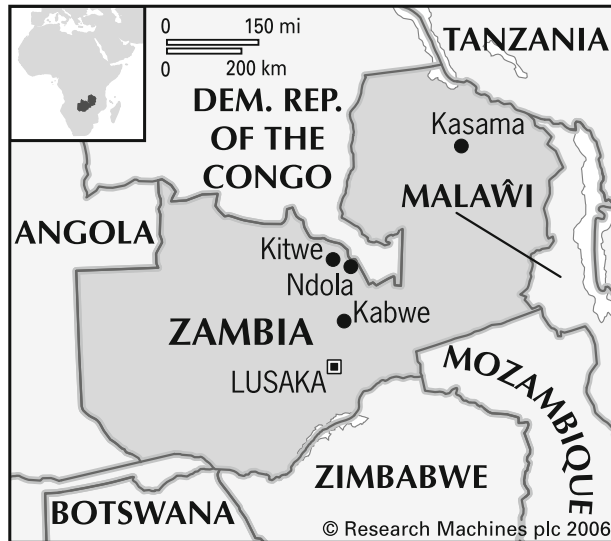 0 150 mi
0 200 km
TANZANIA
DEM. REP.
OF THE
CONGO
Kasama
MALAŴI
ANGOLA
Kitwe
Ndola
Kabwe
ZAMBIA
LUSAKA
MOZAMBIQUE
ZIMBABWE
BOTSWANA
© Research Machines plc 2006